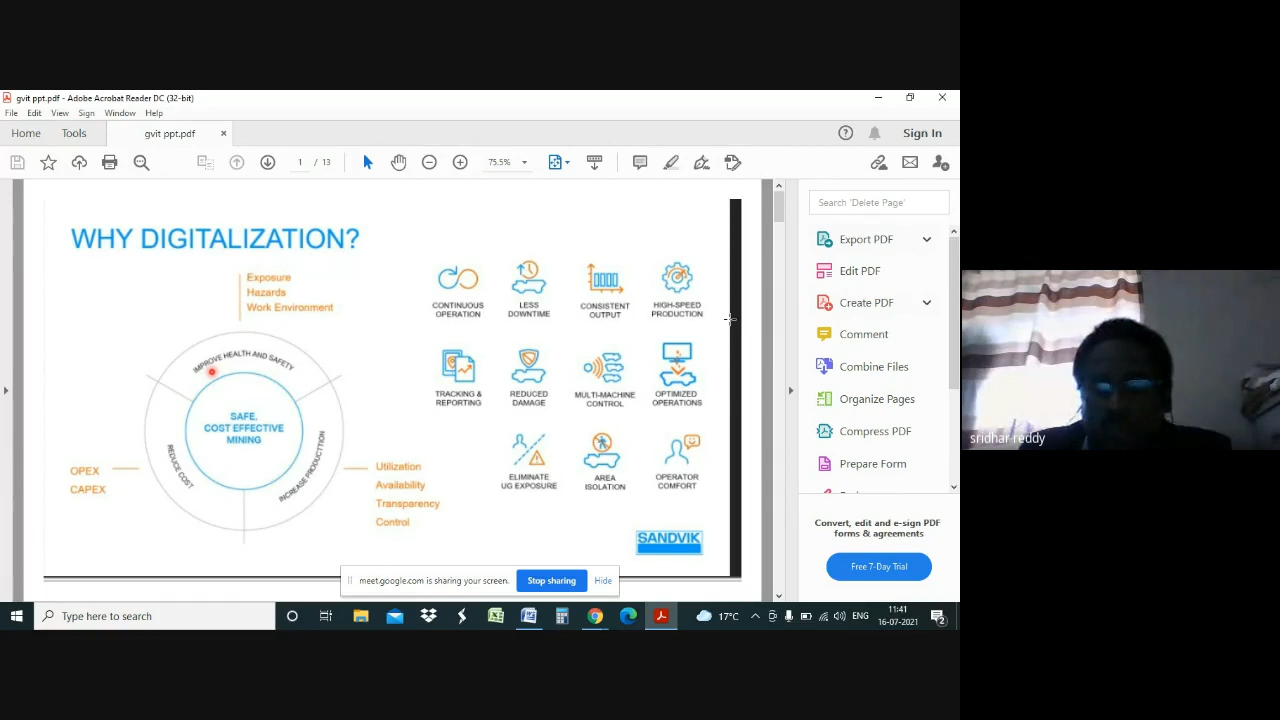 gvit ppt.pdf - Adobe Acrobat Reader DC (32-bit)
File Edit View Sign Window Help
Home Tools gvit ppt.pdf × Sign In
1 / 13 75.5%
WHY DIGITALIZATION?
Exposure
Hazards
Work Environment
IMPROVE HEALTH AND SAFETY
SAFE,
COST EFFECTIVE
MINING
REDUCE COST
INCREASE PRODUCTTION
OPEX
CAPEX
Utilization
Availability
Transparency
Control
CONTINUOUS
OPERATION
LESS
DOWNTIME
CONSISTENT
OUTPUT
HIGH-SPEED
PRODUCTION
TRACKING &
REPORTING
REDUCED
DAMAGE
MULTI-MACHINE
CONTROL
OPTIMIZED
OPERATIONS
ELIMINATE
UG EXPOSURE
AREA
ISOLATION
OPERATOR
COMFORT
SANDVIK
Search 'Delete Page'
Export PDF
Edit PDF
Create PDF
Comment
Combine Files
Organize Pages
Compress PDF
Prepare Form
Convert, edit and e-sign PDF
forms & agreements
Free 7-Day Trial
meet.google.com is sharing your screen. Stop sharing Hide
Type here to search
17°C ENG
11:41
16-07-2021
2
sridhar reddy